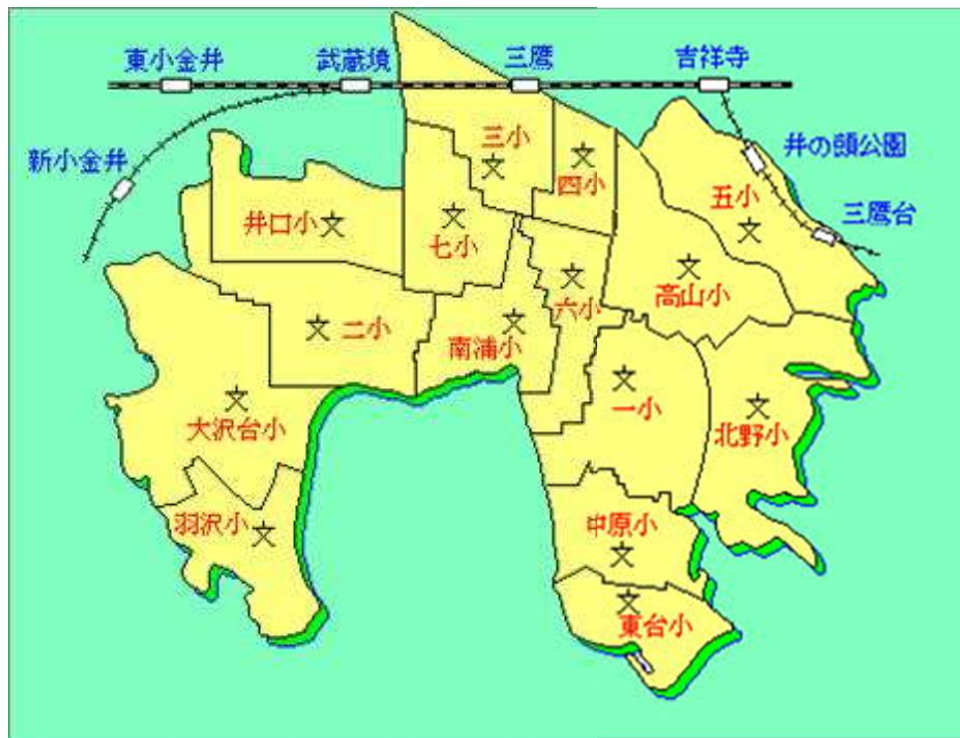 東小金井
武蔵境
三鷹
吉祥寺
新小金井
井の頭公園
三鷹台
三小
四小
五小
井口小
七小
六小
高山小
二小
南浦小
一小
大沢台小
北野小
羽沢小
中原小
東台小